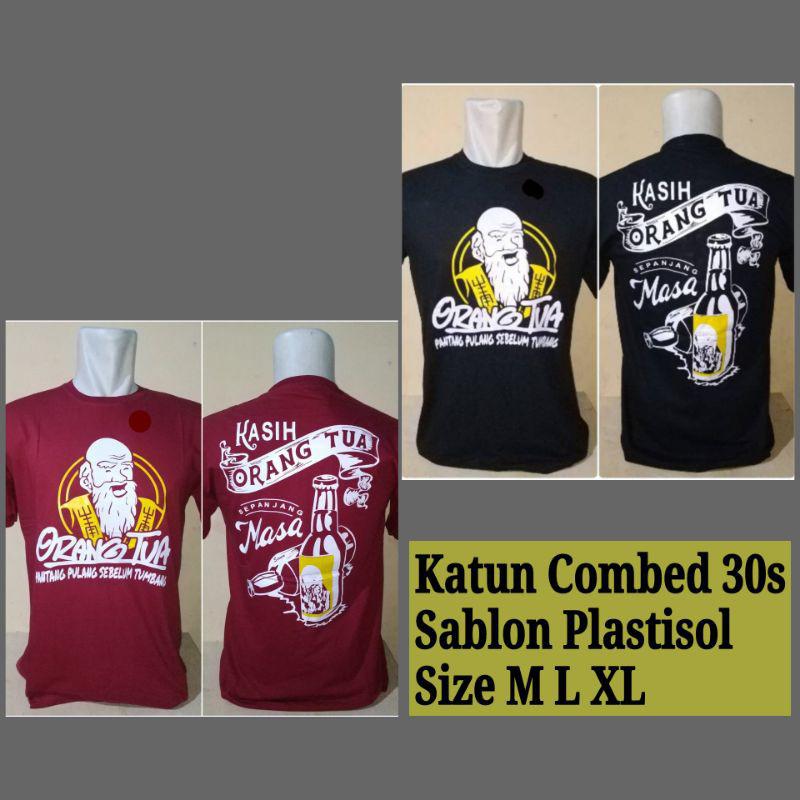 KASIH
ORANG TUA
SEPANJANG
Masa
ORANG TUA
PANTANG PULANG SEBELUM TUMBANG
KASIH
ORANG TUA
SEPANJANG
Masa
ORANG TUA
PANTANG PULANG SEBELUM TUMBANG
Katun Combed 30s
Sablon Plastisol
Size M L XL